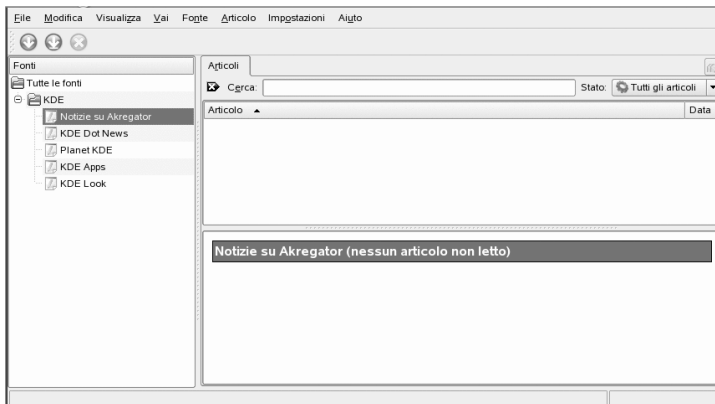 File Modifica Visualizza Vai Fonte Articolo Impostazioni Aiuto
Fonti
Tutte le fonti
KDE
Notizie su Akregator
KDE Dot News
Planet KDE
KDE Apps
KDE Look
Articoli
Cerca: Stato: Tutti gli articoli
Articolo Data
Notizie su Akregator (nessun articolo non letto)